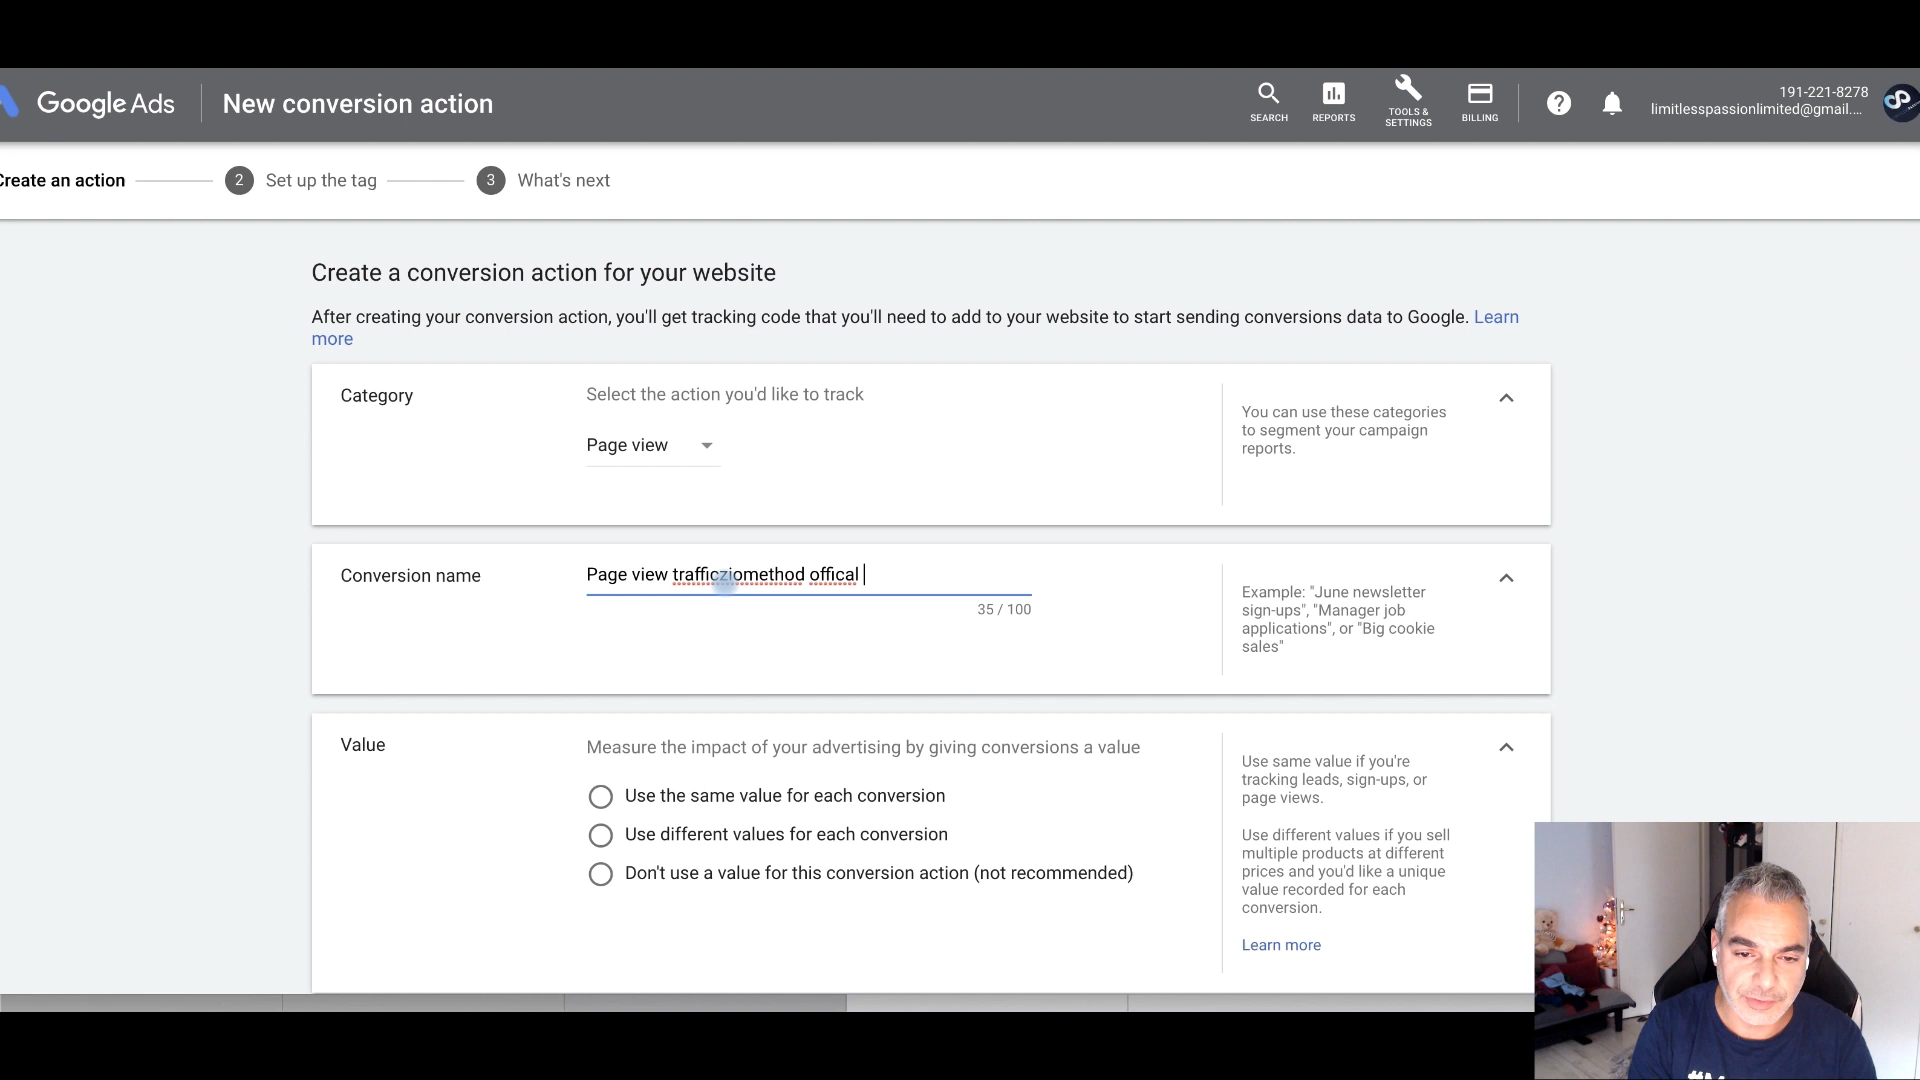 Google Ads New conversion action
SEARCH
REPORTS
TOOLS &
SETTINGS
BILLING
191-221-8278
limitlesspassionlimited@gmail....
Create an action 2 Set up the tag 3 What's next
Create a conversion action for your website
After creating your conversion action, you'll get tracking code that you'll need to add to your website to start sending conversions data to Google. Learn
more
Category
Select the action you'd like to track
Page view
You can use these categories
to segment your campaign
reports.
Conversion name
Page view trafficziomethod offical
35 / 100
Example: "June newsletter
sign-ups", "Manager job
applications", or "Big cookie
sales"
Value
Measure the impact of your advertising by giving conversions a value
Use the same value for each conversion
Use different values for each conversion
Don't use a value for this conversion action (not recommended)
Use same value if you're
tracking leads, sign-ups, or
page views.
Use different values if you sell
multiple products at different
prices and you'd like a unique
value recorded for each
conversion.
Learn more